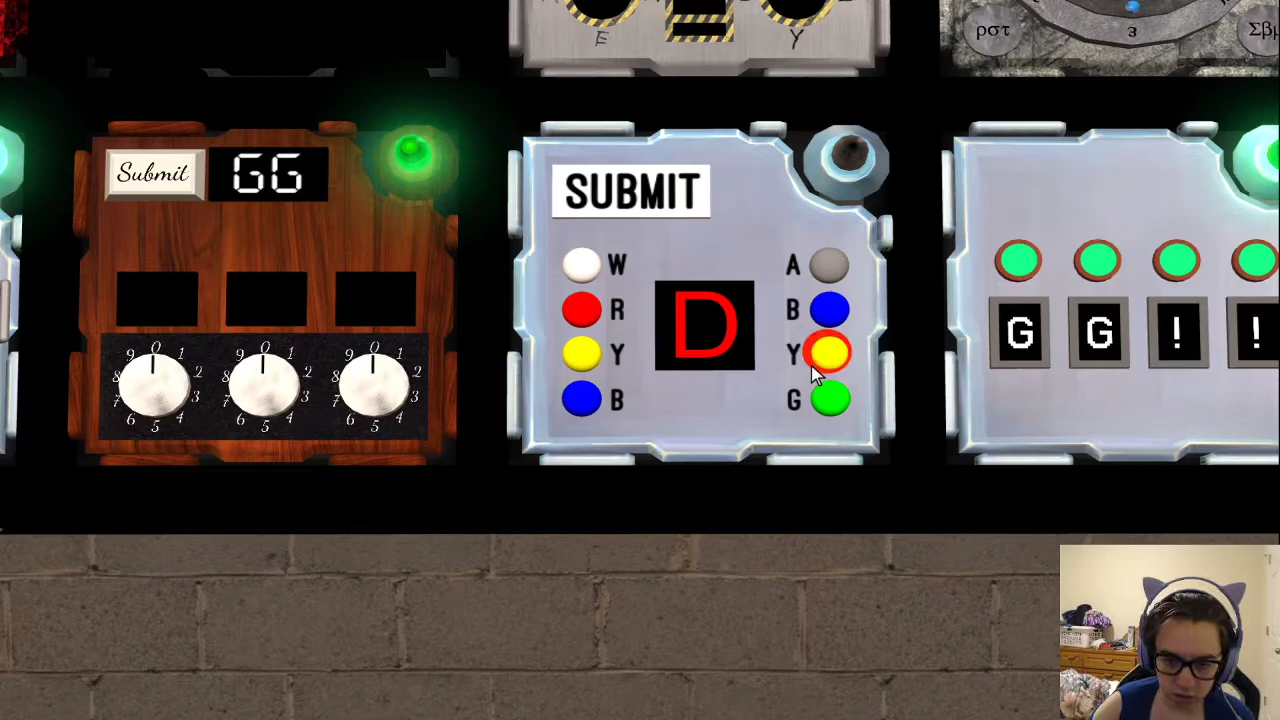 E
Y
ρστ
3
Σβμ
Submit GG
0 1 2 3 4 5 6 7 8 9
0 1 2 3 4 5 6 7 8 9
0 1 2 3 4 5 6 7 8 9
SUBMIT
W
R
Y
B
D
A
B
Y
G
G G ! !